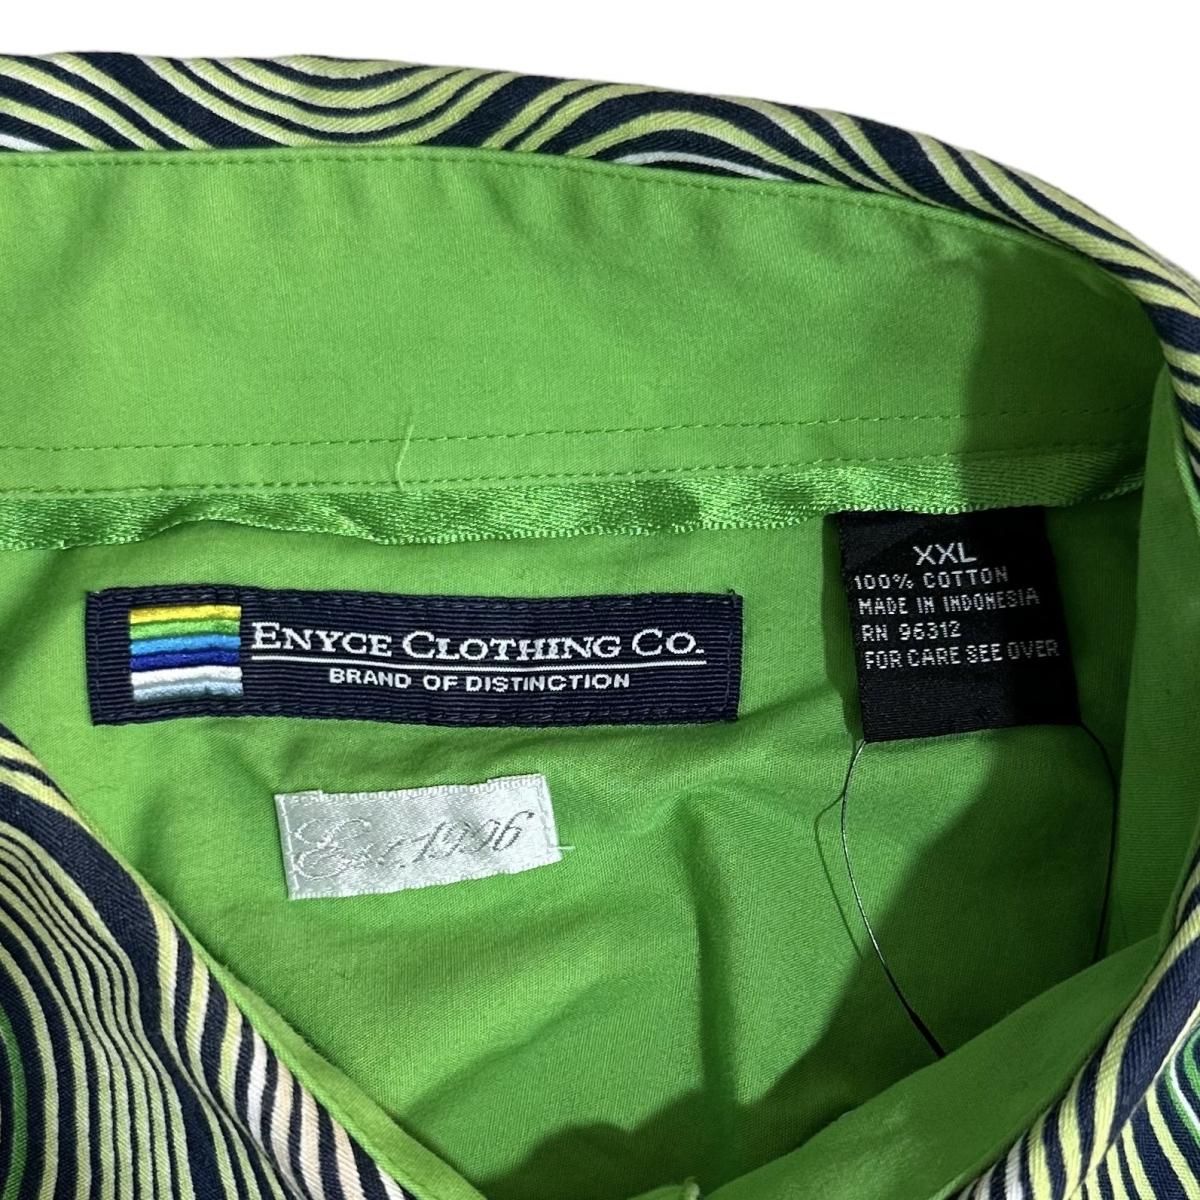 ENYCE CLOTHING CO.
BRAND OF DISTINCTION
Est. 1996
XXL
100% COTTON
MADE IN INDONESIA
RN 96312
FOR CARE SEE OVER